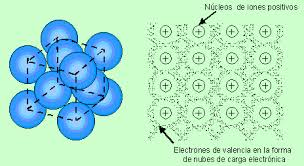 Núcleos de iones positivos
+ + + +
+ + + +
+ + + +
+ + + +
Electrones de valencia en la forma
de nubes de carga electrónica